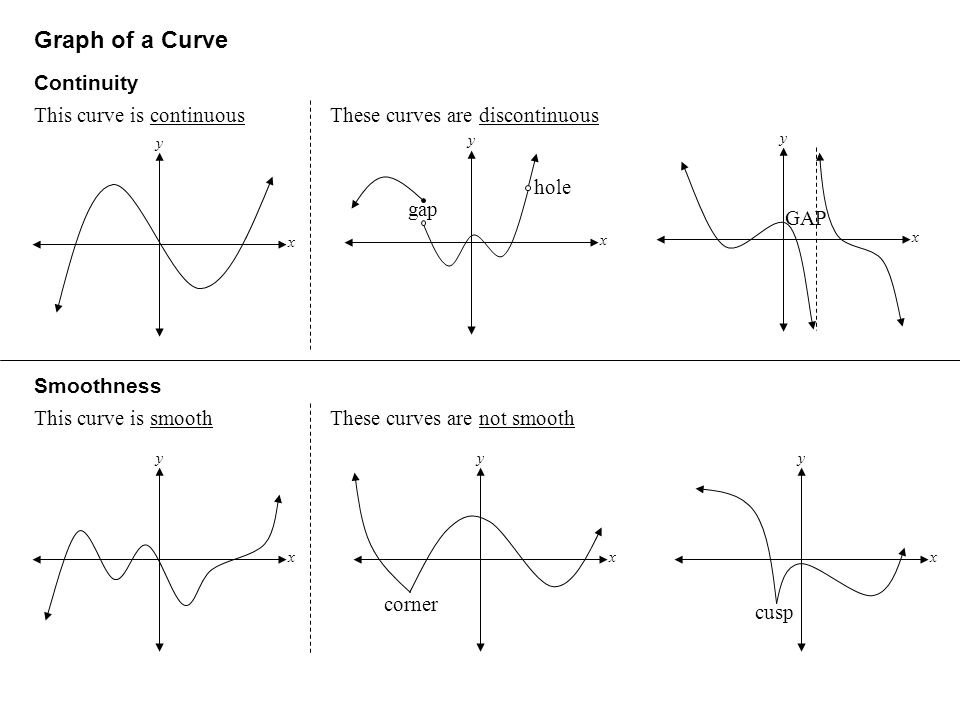 Graph of a Curve
Continuity
This curve is continuous
These curves are discontinuous
y
x
y
gap
hole
x
y
GAP
x
Smoothness
This curve is smooth
These curves are not smooth
y
x
y
x
corner
y
x
cusp